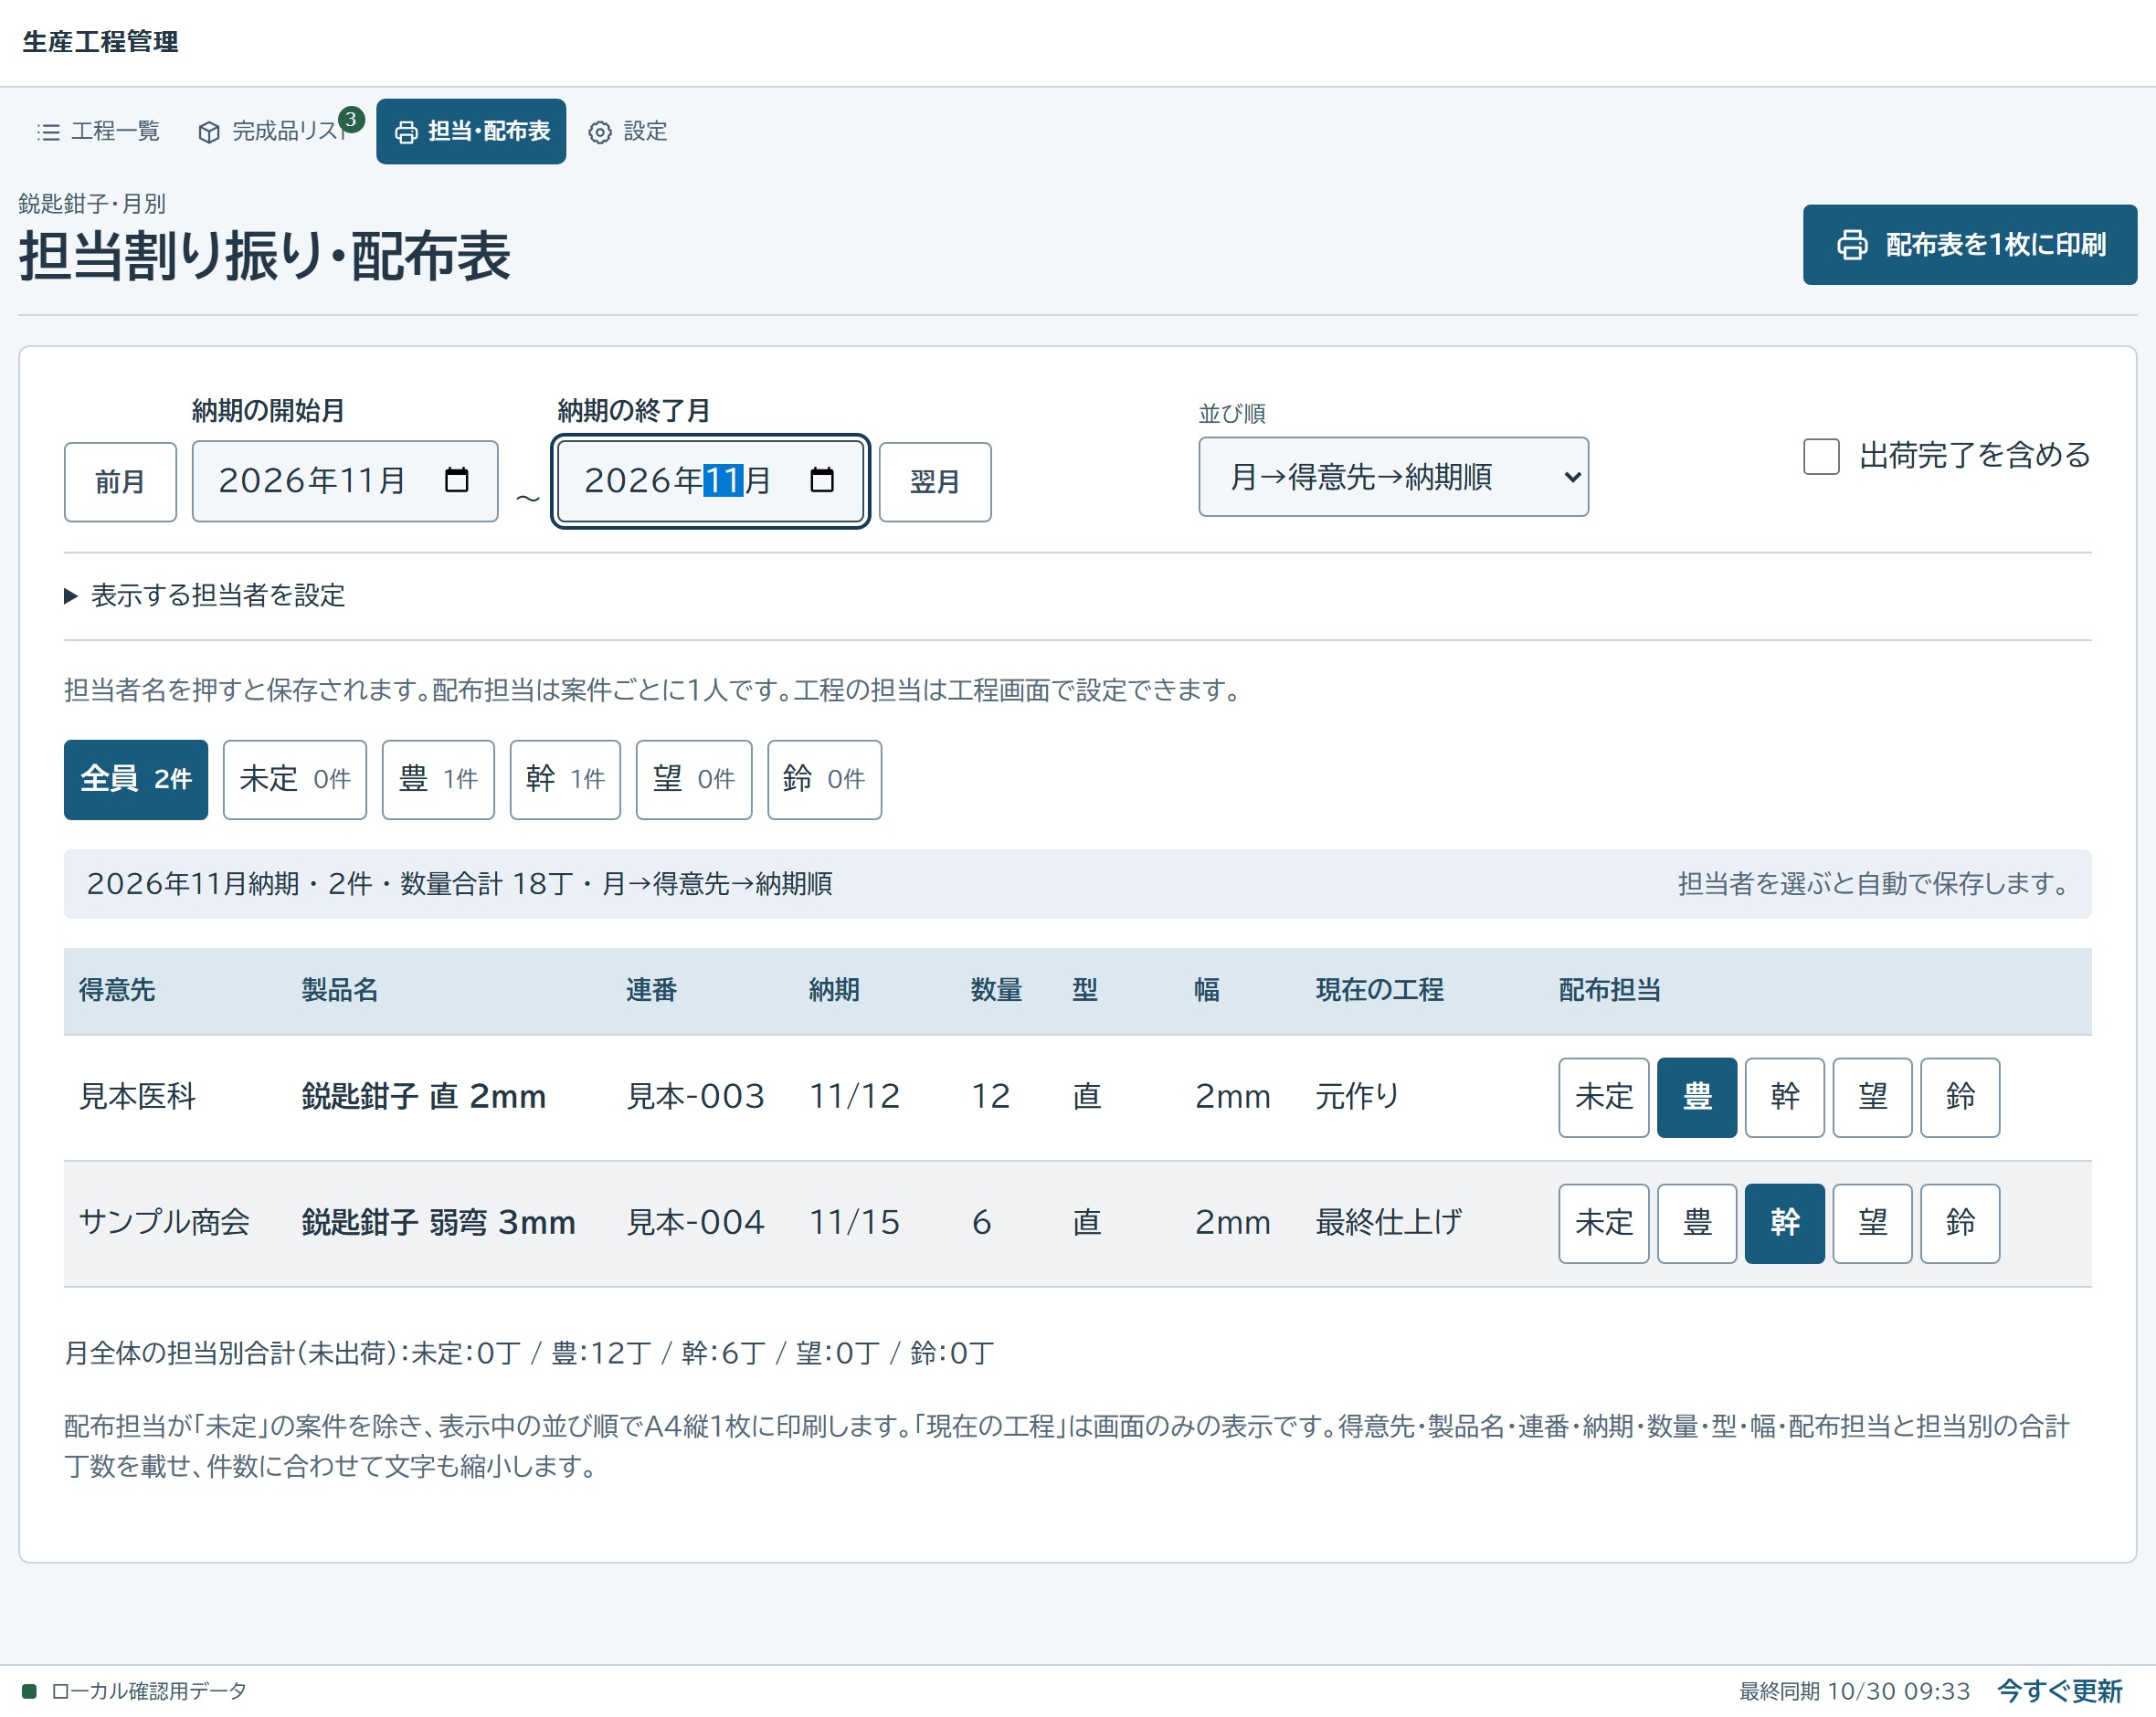 生産工程管理
工程一覧
完成品リスト
3
担当・配布表
設定
鋭匙鉗子・月別
担当割り振り・配布表
配布表を1枚に印刷
納期の開始月
納期の終了月
並び順
前月
2026年11月
～
2026年11月
翌月
月→得意先→納期順
出荷完了を含める
▶ 表示する担当者を設定
担当者名を押すと保存されます。配布担当は案件ごとに1人です。工程の担当は工程画面で設定できます。
全員 2件
未定 0件
豊 1件
幹 1件
望 0件
鈴 0件
2026年11月納期・2件・数量合計 18丁・月→得意先→納期順
担当者を選ぶと自動で保存します。
得意先 製品名 連番 納期 数量 型 幅 現在の工程 配布担当
見本医科 鋭匙鉗子 直 2mm 見本-003 11/12 12 直 2mm 元作り 未定 豊 幹 望 鈴
サンプル商会 鋭匙鉗子 弱弯 3mm 見本-004 11/15 6 直 2mm 最終仕上げ 未定 豊 幹 望 鈴
月全体の担当別合計（未出荷）：未定：0丁 / 豊：12丁 / 幹：6丁 / 望：0丁 / 鈴：0丁
配布担当が「未定」の案件を除き、表示中の並び順でA4縦1枚に印刷します。「現在の工程」は画面のみの表示です。得意先・製品名・連番・納期・数量・型・幅・配布担当と担当別の合計
丁数を載せ、件数に合わせて文字も縮小します。
ローカル確認用データ
最終同期 10/30 09:33
今すぐ更新